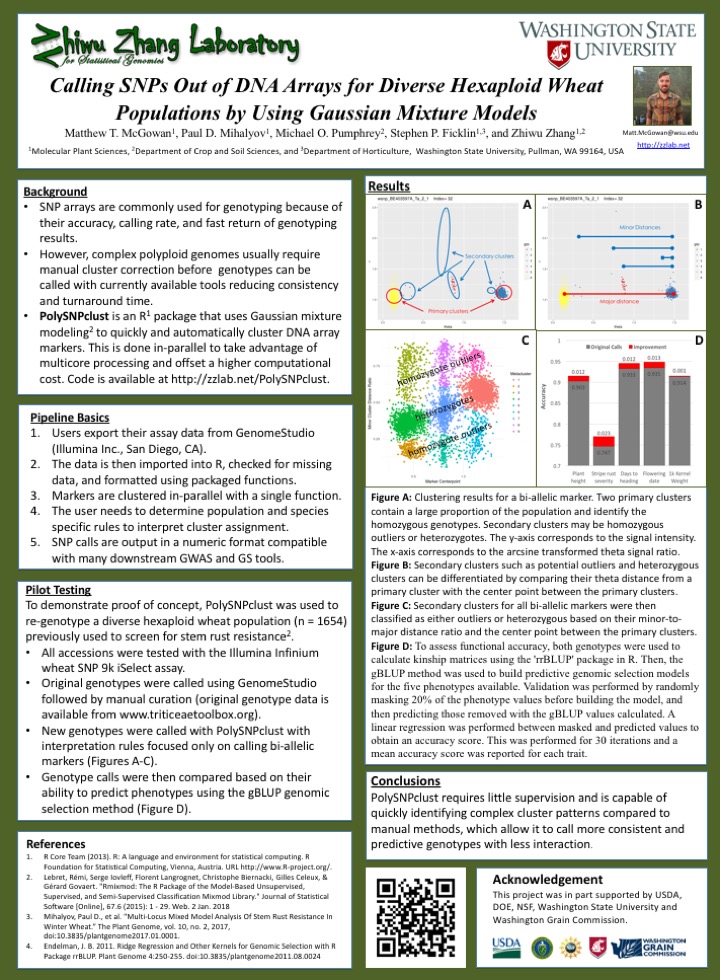 Zhiwu Zhang Laboratory
for Statistical Genomics
WASHINGTON STATE
UNIVERSITY
Calling SNPs Out of DNA Arrays for Diverse Hexaploid Wheat
Populations by Using Gaussian Mixture Models
Matthew T. McGowan¹, Paul D. Mihalyov¹, Michael O. Pumphrey², Stephen P. Ficklin¹,³, and Zhiwu Zhang¹,²
¹Molecular Plant Sciences, ²Department of Crop and Soil Sciences, and ³Department of Horticulture, Washington State University, Pullman, WA 99164, USA
Matt.McGowan@wsu.edu
http://zzlab.net
Background
• SNP arrays are commonly used for genotyping because of
their accuracy, calling rate, and fast return of genotyping
results.
• However, complex polyploid genomes usually require
manual cluster correction before genotypes can be
called with currently available tools reducing consistency
and turnaround time.
• PolySNPclust is an R¹ package that uses Gaussian mixture
modeling² to quickly and automatically cluster DNA array
markers. This is done in-parallel to take advantage of
multicore processing and offset a higher computational
cost. Code is available at http://zzlab.net/PolySNPclust.
Pipeline Basics
1. Users export their assay data from GenomeStudio
(Illumina Inc., San Diego, CA).
2. The data is then imported into R, checked for missing
data, and formatted using packaged functions.
3. Markers are clustered in-parallel with a single function.
4. The user needs to determine population and species
specific rules to interpret cluster assignment.
5. SNP calls are output in a numeric format compatible
with many downstream GWAS and GS tools.
Pilot Testing
To demonstrate proof of concept, PolySNPclust was used to
re-genotype a diverse hexaploid wheat population (n = 1654)
previously used to screen for stem rust resistance².
• All accessions were tested with the Illumina Infinium
wheat SNP 9k iSelect assay.
• Original genotypes were called using GenomeStudio
followed by manual curation (original genotype data is
available from www.triticeaetoolbox.org).
• New genotypes were called with PolySNPclust with
interpretation rules focused only on calling bi-allelic
markers (Figures A-C).
• Genotype calls were then compared based on their
ability to predict phenotypes using the gBLUP genomic
selection method (Figure D).
References
1. R Core Team (2013). R: A language and environment for statistical computing. R
Foundation for Statistical Computing, Vienna, Austria. URL http://www.R-project.org/.
2. Lebret, Rémi, Serge Iovleff, Florent Langrognet, Christophe Biernacki, Gilles Celeux, &
Gérard Govaert. "Rmixmod: The R Package of the Model-Based Unsupervised,
Supervised, and Semi-Supervised Classification Mixmod Library." Journal of Statistical
Software [Online], 67.6 (2015): 1 - 29. Web. 2 Jan. 2018
3. Mihalyov, Paul D., et al. "Multi-Locus Mixed Model Analysis Of Stem Rust Resistance In
Winter Wheat." The Plant Genome, vol. 10, no. 2, 2017,
doi:10.3835/plantgenome2017.01.0001.
4. Endelman, J. B. 2011. Ridge Regression and Other Kernels for Genomic Selection with R
Package rrBLUP. Plant Genome 4:250-255. doi:10.3835/plantgenome2011.08.0024
Results
A
Secondary clusters
Primary clusters
B
Minor Distances
Major distance
C
homozygote outliers
heterozygotes
homozygote outliers
Metacluster
Marker Centerpoint
D
Original Calls Improvement
Accuracy
1
0.95
0.9
0.85
0.8
0.75
0.7
0.012
0.023
0.012
0.013
0.001
Plant height
Stripe rust severity
Days to heading
Flowering date
1k Kernel Weight
Figure A: Clustering results for a bi-allelic marker. Two primary clusters
contain a large proportion of the population and identify the
homozygous genotypes. Secondary clusters may be homozygous
outliers or heterozygotes. The y-axis corresponds to the signal intensity.
The x-axis corresponds to the arcsine transformed theta signal ratio.
Figure B: Secondary clusters such as potential outliers and heterozygous
clusters can be differentiated by comparing their theta distance from a
primary cluster with the center point between the primary clusters.
Figure C: Secondary clusters for all bi-allelic markers were then
classified as either outliers or heterozygous based on their minor-to-
major distance ratio and the center point between the primary clusters.
Figure D: To assess functional accuracy, both genotypes were used to
calculate kinship matrices using the 'rrBLUP' package in R. Then, the
gBLUP method was used to build predictive genomic selection models
for the five phenotypes available. Validation was performed by randomly
masking 20% of the phenotype values before building the model, and
then predicting those removed with the gBLUP values calculated. A
linear regression was performed between masked and predicted values to
obtain an accuracy score. This was performed for 30 iterations and a
mean accuracy score was reported for each trait.
Conclusions
PolySNPclust requires little supervision and is capable of
quickly identifying complex cluster patterns compared to
manual methods, which allow it to call more consistent and
predictive genotypes with less interaction.
Acknowledgement
This project was in part supported by USDA,
DOE, NSF, Washington State University and
Washington Grain Commission.
USDA
WASHINGTON
GRAIN
COMMISSION